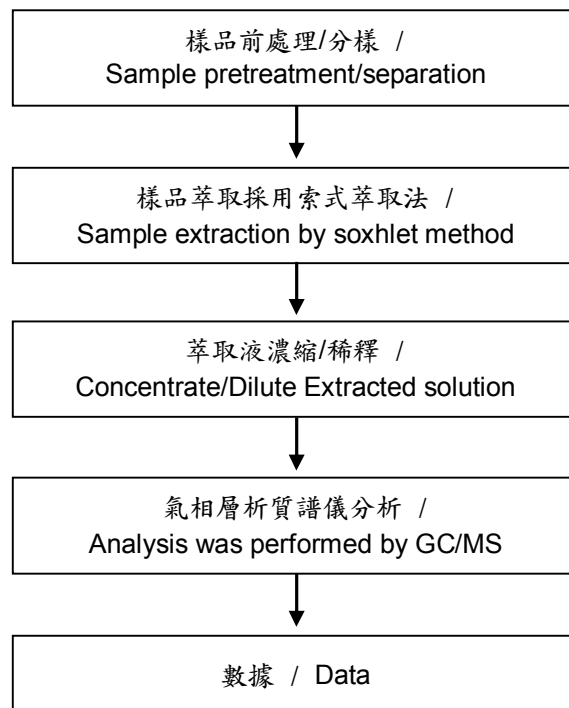 樣品前處理/分樣 /
Sample pretreatment/separation
樣品萃取採用索式萃取法 /
Sample extraction by soxhlet method
萃取液濃縮/稀釋 /
Concentrate/Dilute Extracted solution
氣相層析質譜儀分析 /
Analysis was performed by GC/MS
數據 / Data